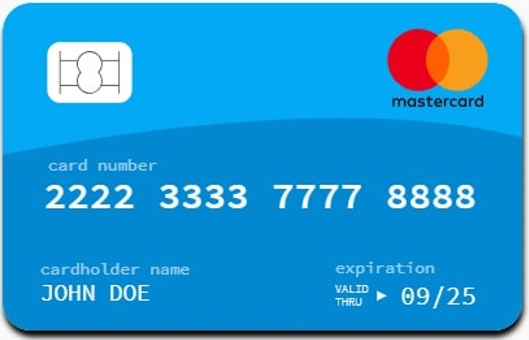 mastercard
card number
2222 3333 7777 8888
cardholder name
expiration
JOHN DOE
VALID
THRU ► 09/25